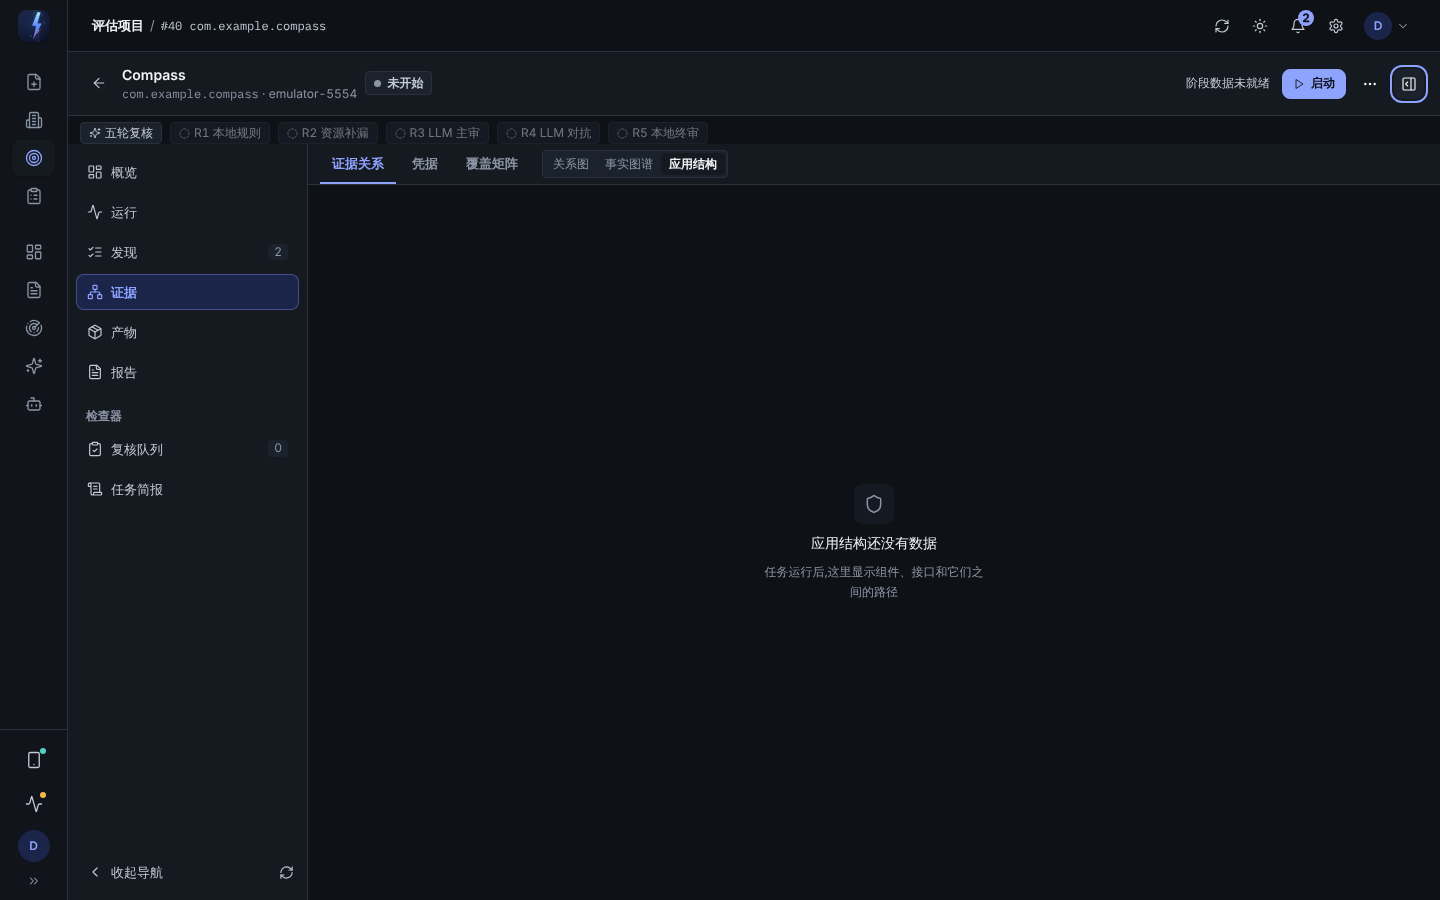 评估项目 / #40 com.example.compass
2
D
Compass
com.example.compass · emulator-5554
未开始
阶段数据未就绪
启动
五轮复核
R1 本地规则
R2 资源补漏
R3 LLM 主审
R4 LLM 对抗
R5 本地终审
概览
运行
发现 2
证据
产物
报告
检查器
复核队列 0
任务简报
收起导航
证据关系
凭据
覆盖矩阵
关系图
事实图谱
应用结构
应用结构还没有数据
任务运行后,这里显示组件、接口和它们之
间的路径
D